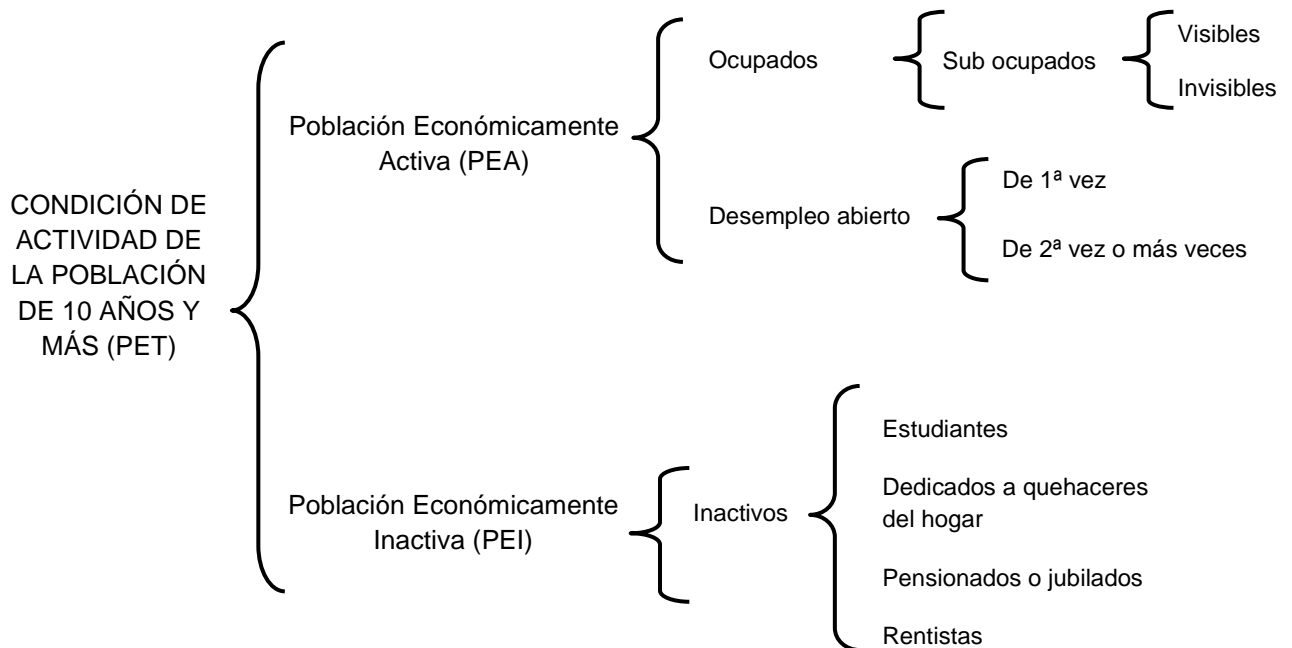 CONDICIÓN DE
ACTIVIDAD DE
LA POBLACIÓN
DE 10 AÑOS Y
MÁS (PET)
Población Económicamente
Activa (PEA)
Ocupados
Sub ocupados
Visibles
Invisibles
Desempleo abierto
De 1ª vez
De 2ª vez o más veces
Población Económicamente
Inactiva (PEI)
Inactivos
Estudiantes
Dedicados a quehaceres
del hogar
Pensionados o jubilados
Rentistas